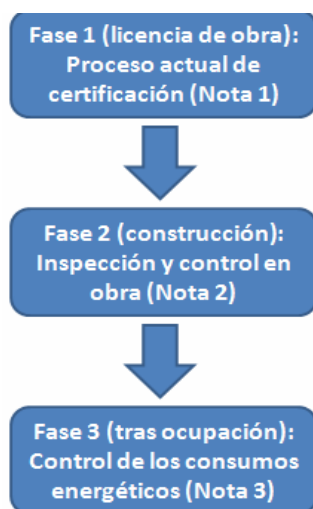 Fase 1 (licencia de obra):
Proceso actual de
certificación (Nota 1)
Fase 2 (construcción):
Inspección y control en
obra (Nota 2)
Fase 3 (tras ocupación):
Control de los consumos
energéticos (Nota 3)